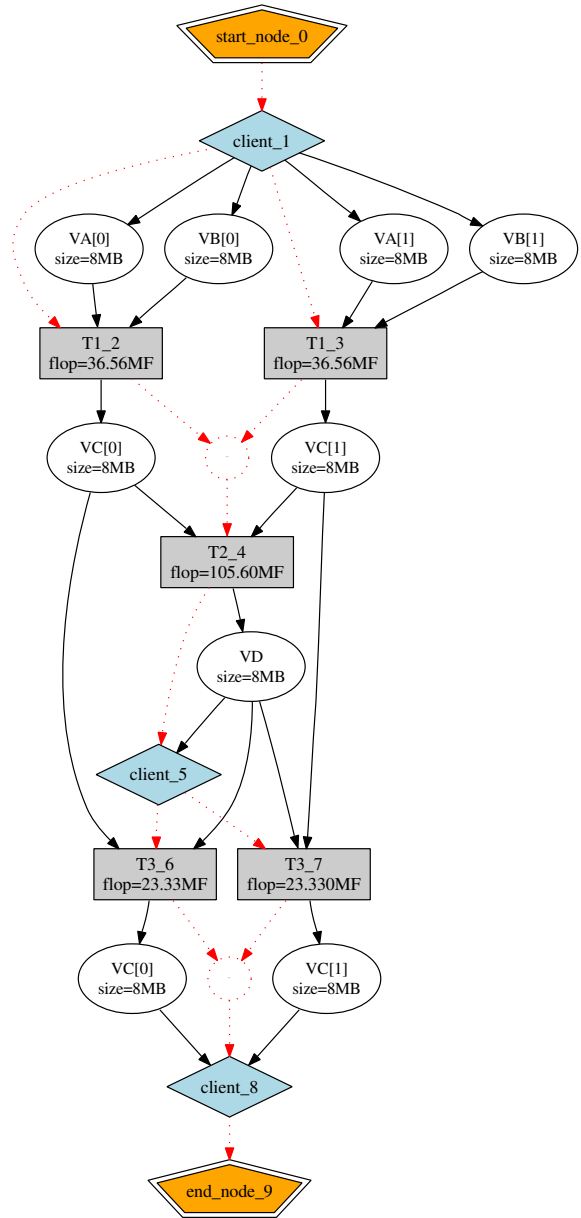 start_node_0
client_1
VA[0]
size=8MB
VB[0]
size=8MB
VA[1]
size=8MB
VB[1]
size=8MB
T1_2
flop=36.56MF
T1_3
flop=36.56MF
VC[0]
size=8MB
VC[1]
size=8MB
T2_4
flop=105.60MF
VD
size=8MB
client_5
T3_6
flop=23.33MF
T3_7
flop=23.330MF
VC[0]
size=8MB
VC[1]
size=8MB
client_8
end_node_9